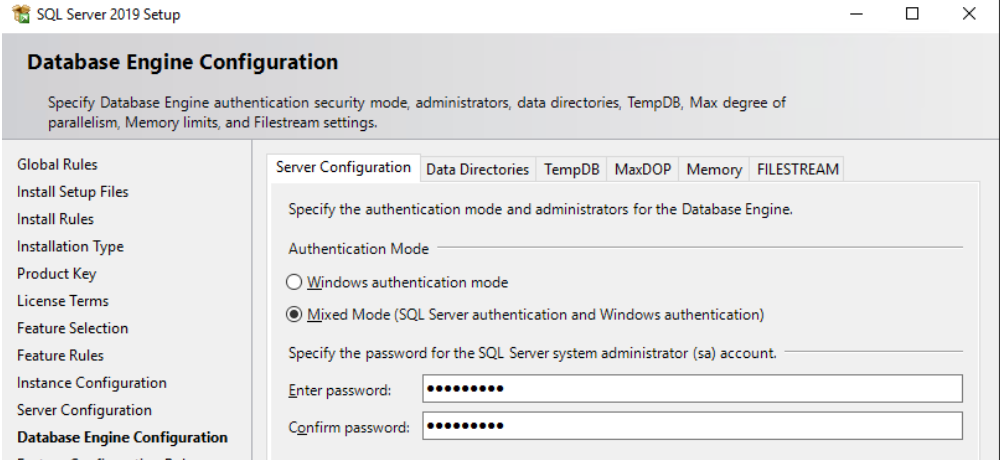 SQL Server 2019 Setup
Database Engine Configuration
Specify Database Engine authentication security mode, administrators, data directories, TempDB, Max degree of
parallelism, Memory limits, and Filestream settings.
Global Rules
Install Setup Files
Install Rules
Installation Type
Product Key
License Terms
Feature Selection
Feature Rules
Instance Configuration
Server Configuration
Database Engine Configuration
Server Configuration Data Directories TempDB MaxDOP Memory FILESTREAM
Specify the authentication mode and administrators for the Database Engine.
Authentication Mode
Windows authentication mode
Mixed Mode (SQL Server authentication and Windows authentication)
Specify the password for the SQL Server system administrator (sa) account.
Enter password: ●●●●●●●●●
Confirm password: ●●●●●●●●●